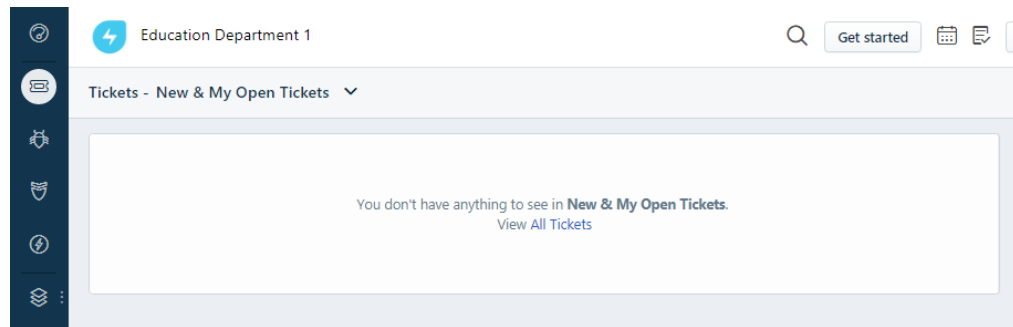 Education Department 1
Get started
Tickets - New & My Open Tickets
You don't have anything to see in New & My Open Tickets.
View All Tickets